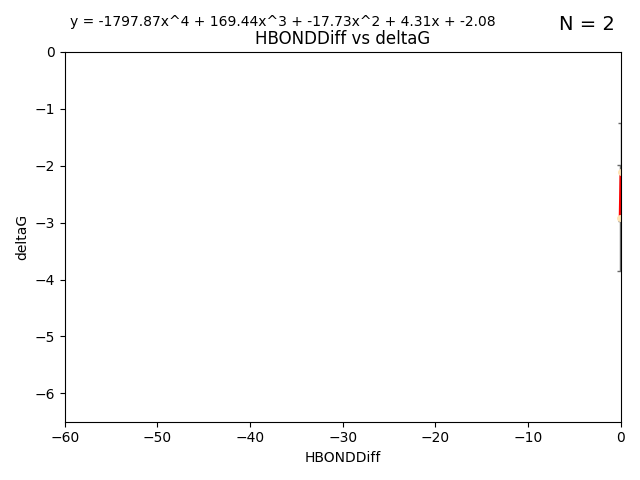 y = -1797.87x^4 + 169.44x^3 + -17.73x^2 + 4.31x + -2.08
N = 2
HBONDDiff vs deltaG
0
−1
−2
−3
−4
−5
−6
deltaG
−60 −50 −40 −30 −20 −10 0
HBONDDiff